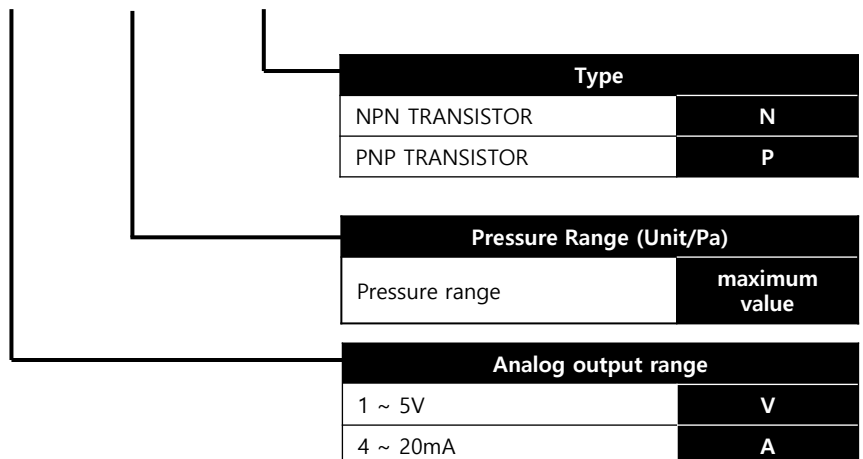 Type
NPN TRANSISTOR N
PNP TRANSISTOR P
Pressure Range (Unit/Pa)
Pressure range maximum value
Analog output range
1 ~ 5V V
4 ~ 20mA A